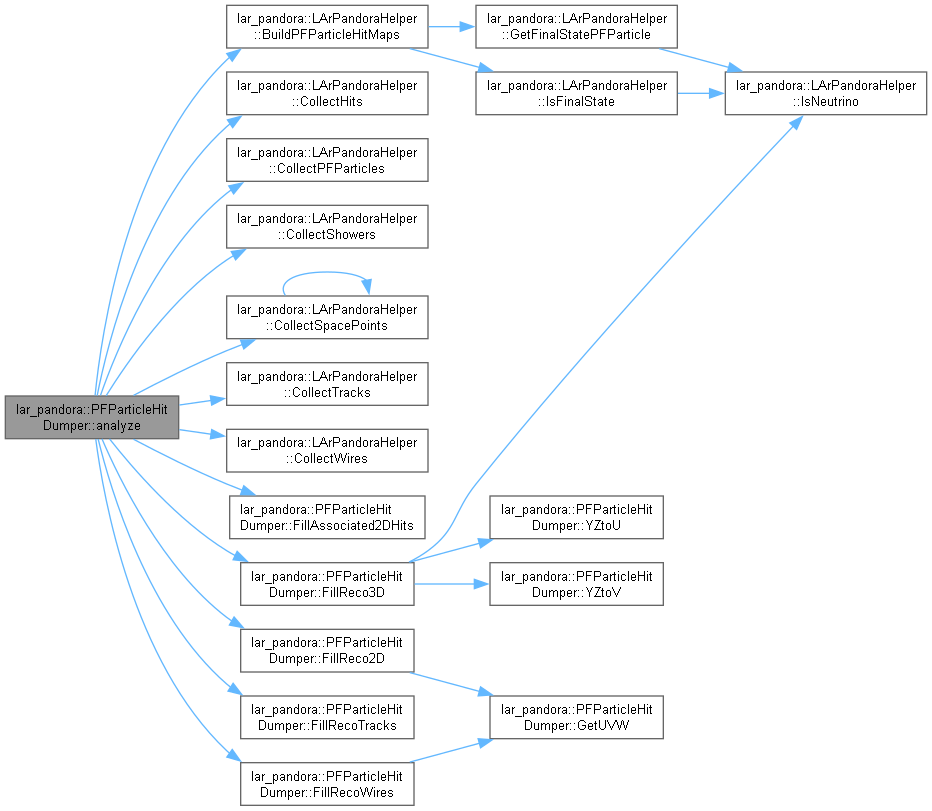 lar_pandora::PFParticleHit
Dumper::analyze
lar_pandora::LArPandoraHelper
::BuildPFParticleHitMaps
lar_pandora::LArPandoraHelper
::GetFinalStatePFParticle
lar_pandora::LArPandoraHelper
::IsFinalState
lar_pandora::LArPandoraHelper
::IsNeutrino
lar_pandora::LArPandoraHelper
::CollectHits
lar_pandora::LArPandoraHelper
::CollectPFParticles
lar_pandora::LArPandoraHelper
::CollectShowers
lar_pandora::LArPandoraHelper
::CollectSpacePoints
lar_pandora::LArPandoraHelper
::CollectTracks
lar_pandora::LArPandoraHelper
::CollectWires
lar_pandora::PFParticleHit
Dumper::FillAssociated2DHits
lar_pandora::PFParticleHit
Dumper::FillReco3D
lar_pandora::PFParticleHit
Dumper::YZtoU
lar_pandora::PFParticleHit
Dumper::YZtoV
lar_pandora::PFParticleHit
Dumper::FillReco2D
lar_pandora::PFParticleHit
Dumper::GetUVW
lar_pandora::PFParticleHit
Dumper::FillRecoTracks
lar_pandora::PFParticleHit
Dumper::FillRecoWires